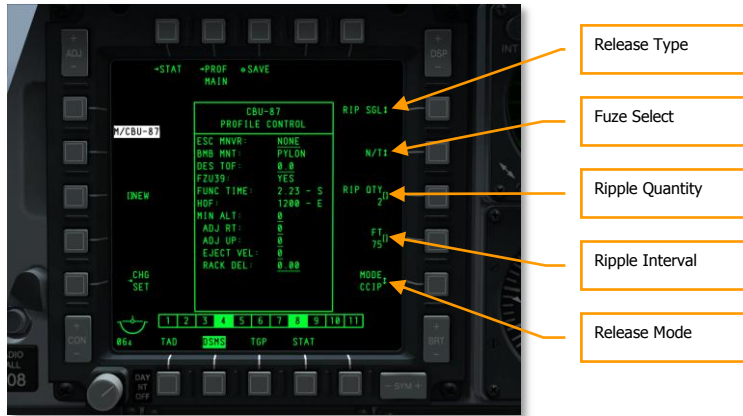 ADJ
DSP
INT
→STAT →PROF ●SAVE
MAIN
CBU-87
PROFILE CONTROL
RIP SGL↕
M/CBU-87
ESC MNVR: NONE
BMB MNT: PYLON
N/T↕
DES TOF: 0.0
FZU39: YES
[]NEW
FUNC TIME: 2.23 - S
RIP QTY
2[]
HOF: 1200 - E
MIN ALT: 0
ADJ RT: 0
FT
75[]
ADJ UP: 0
EJECT VEL: 0
RACK DEL: 0.00
→CHG
SET
MODE↕
CCIP
1 2 3 4 5 6 7 8 9 10 11
CON
BRT
TAD DSMS TGP STAT
DAY
NT
OFF
- SYM +
08
Release Type
Fuze Select
Ripple Quantity
Ripple Interval
Release Mode